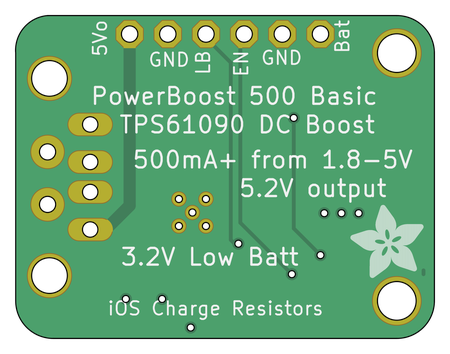 5Vo GND LB EN GND Bat
PowerBoost 500 Basic
TPS61090 DC Boost
500mA+ from 1.8-5V
5.2V output
3.2V Low Batt
iOS Charge Resistors